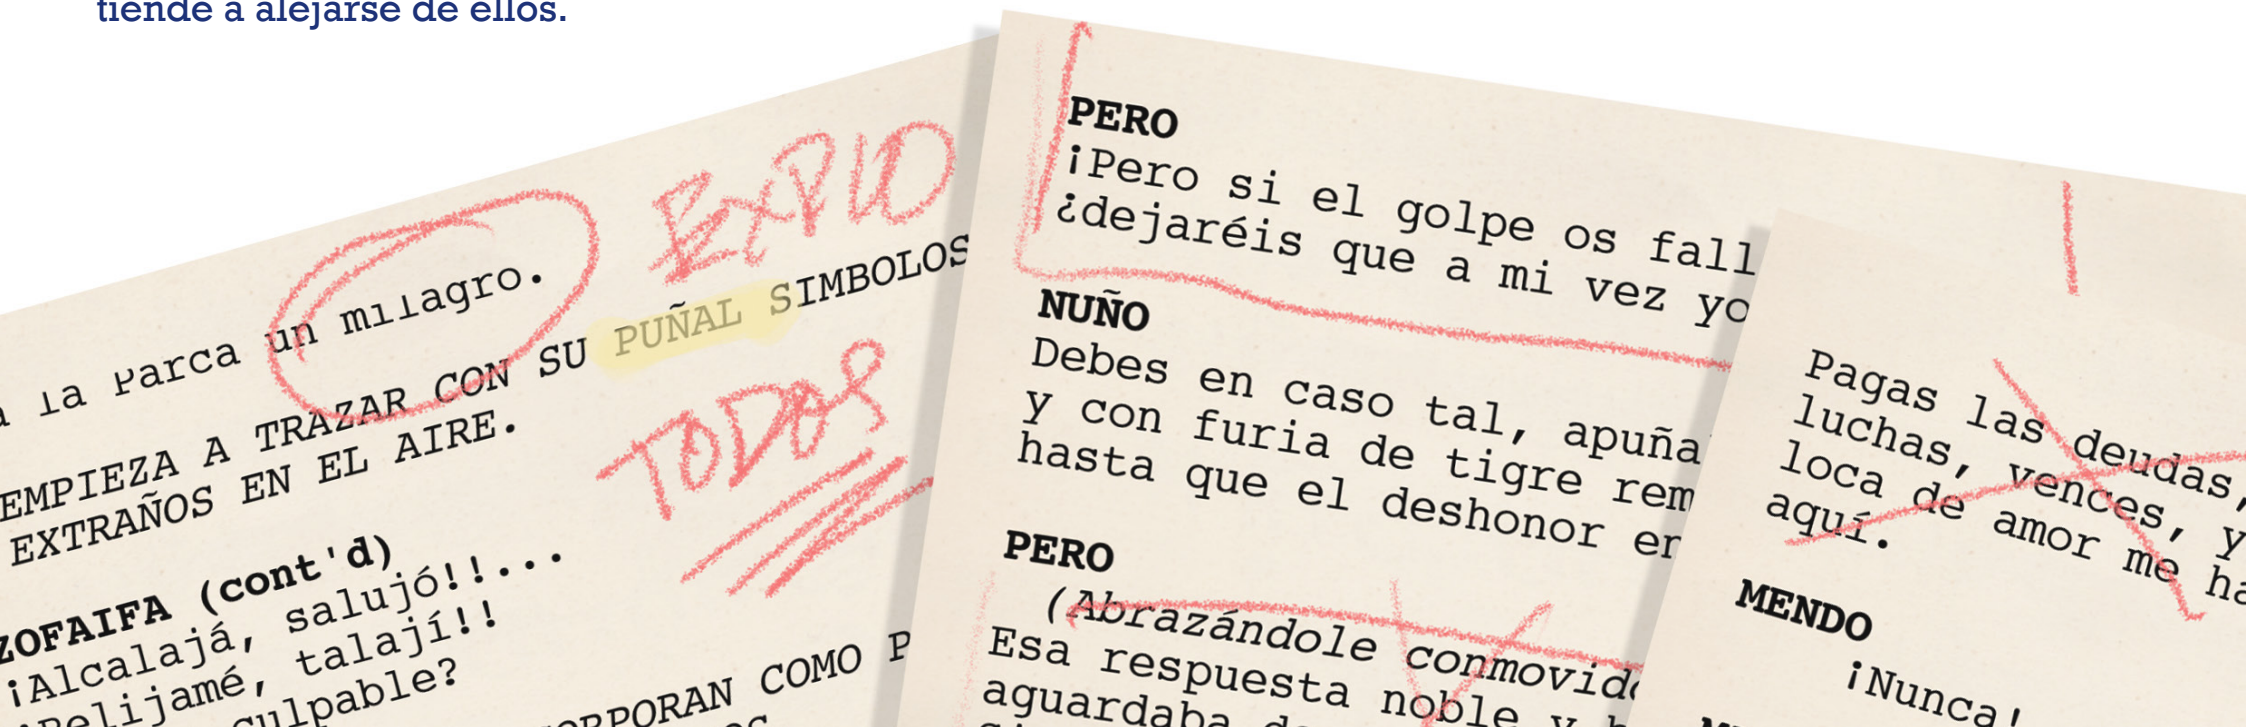 tiende a alejarse de ellos.
la Parca un milagro.
EMPIEZA A TRAZAR CON SU PUÑAL SIMBOLOS
EXTRAÑOS EN EL AIRE.
ZOFAIFA (cont'd)
¡Alcalajá, salujó!!...
¡Pelijamé, talají!!
culpable?
COMO P
EXPLO
TODOS
PERO
¡Pero si el golpe os fall
¿dejaréis que a mi vez yo
NUÑO
Debes en caso tal, apuña
y con furia de tigre rem
hasta que el deshonor en
PERO
(Abrazándole conmovido
Esa respuesta noble y h
aguardaba de
Pagas las deudas,
luchas, vences, y
loca de amor me ha
aquí.
MENDO
¡Nunca!